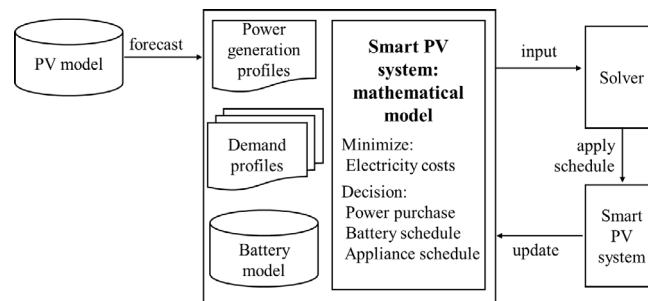 PV model
forecast
Power
generation
profiles
Demand
profiles
Battery
model
Smart PV
system:
mathematical
model
Minimize:
Electricity costs
Decision:
Power purchase
Battery schedule
Appliance schedule
input
Solver
apply
schedule
Smart
PV
system
update